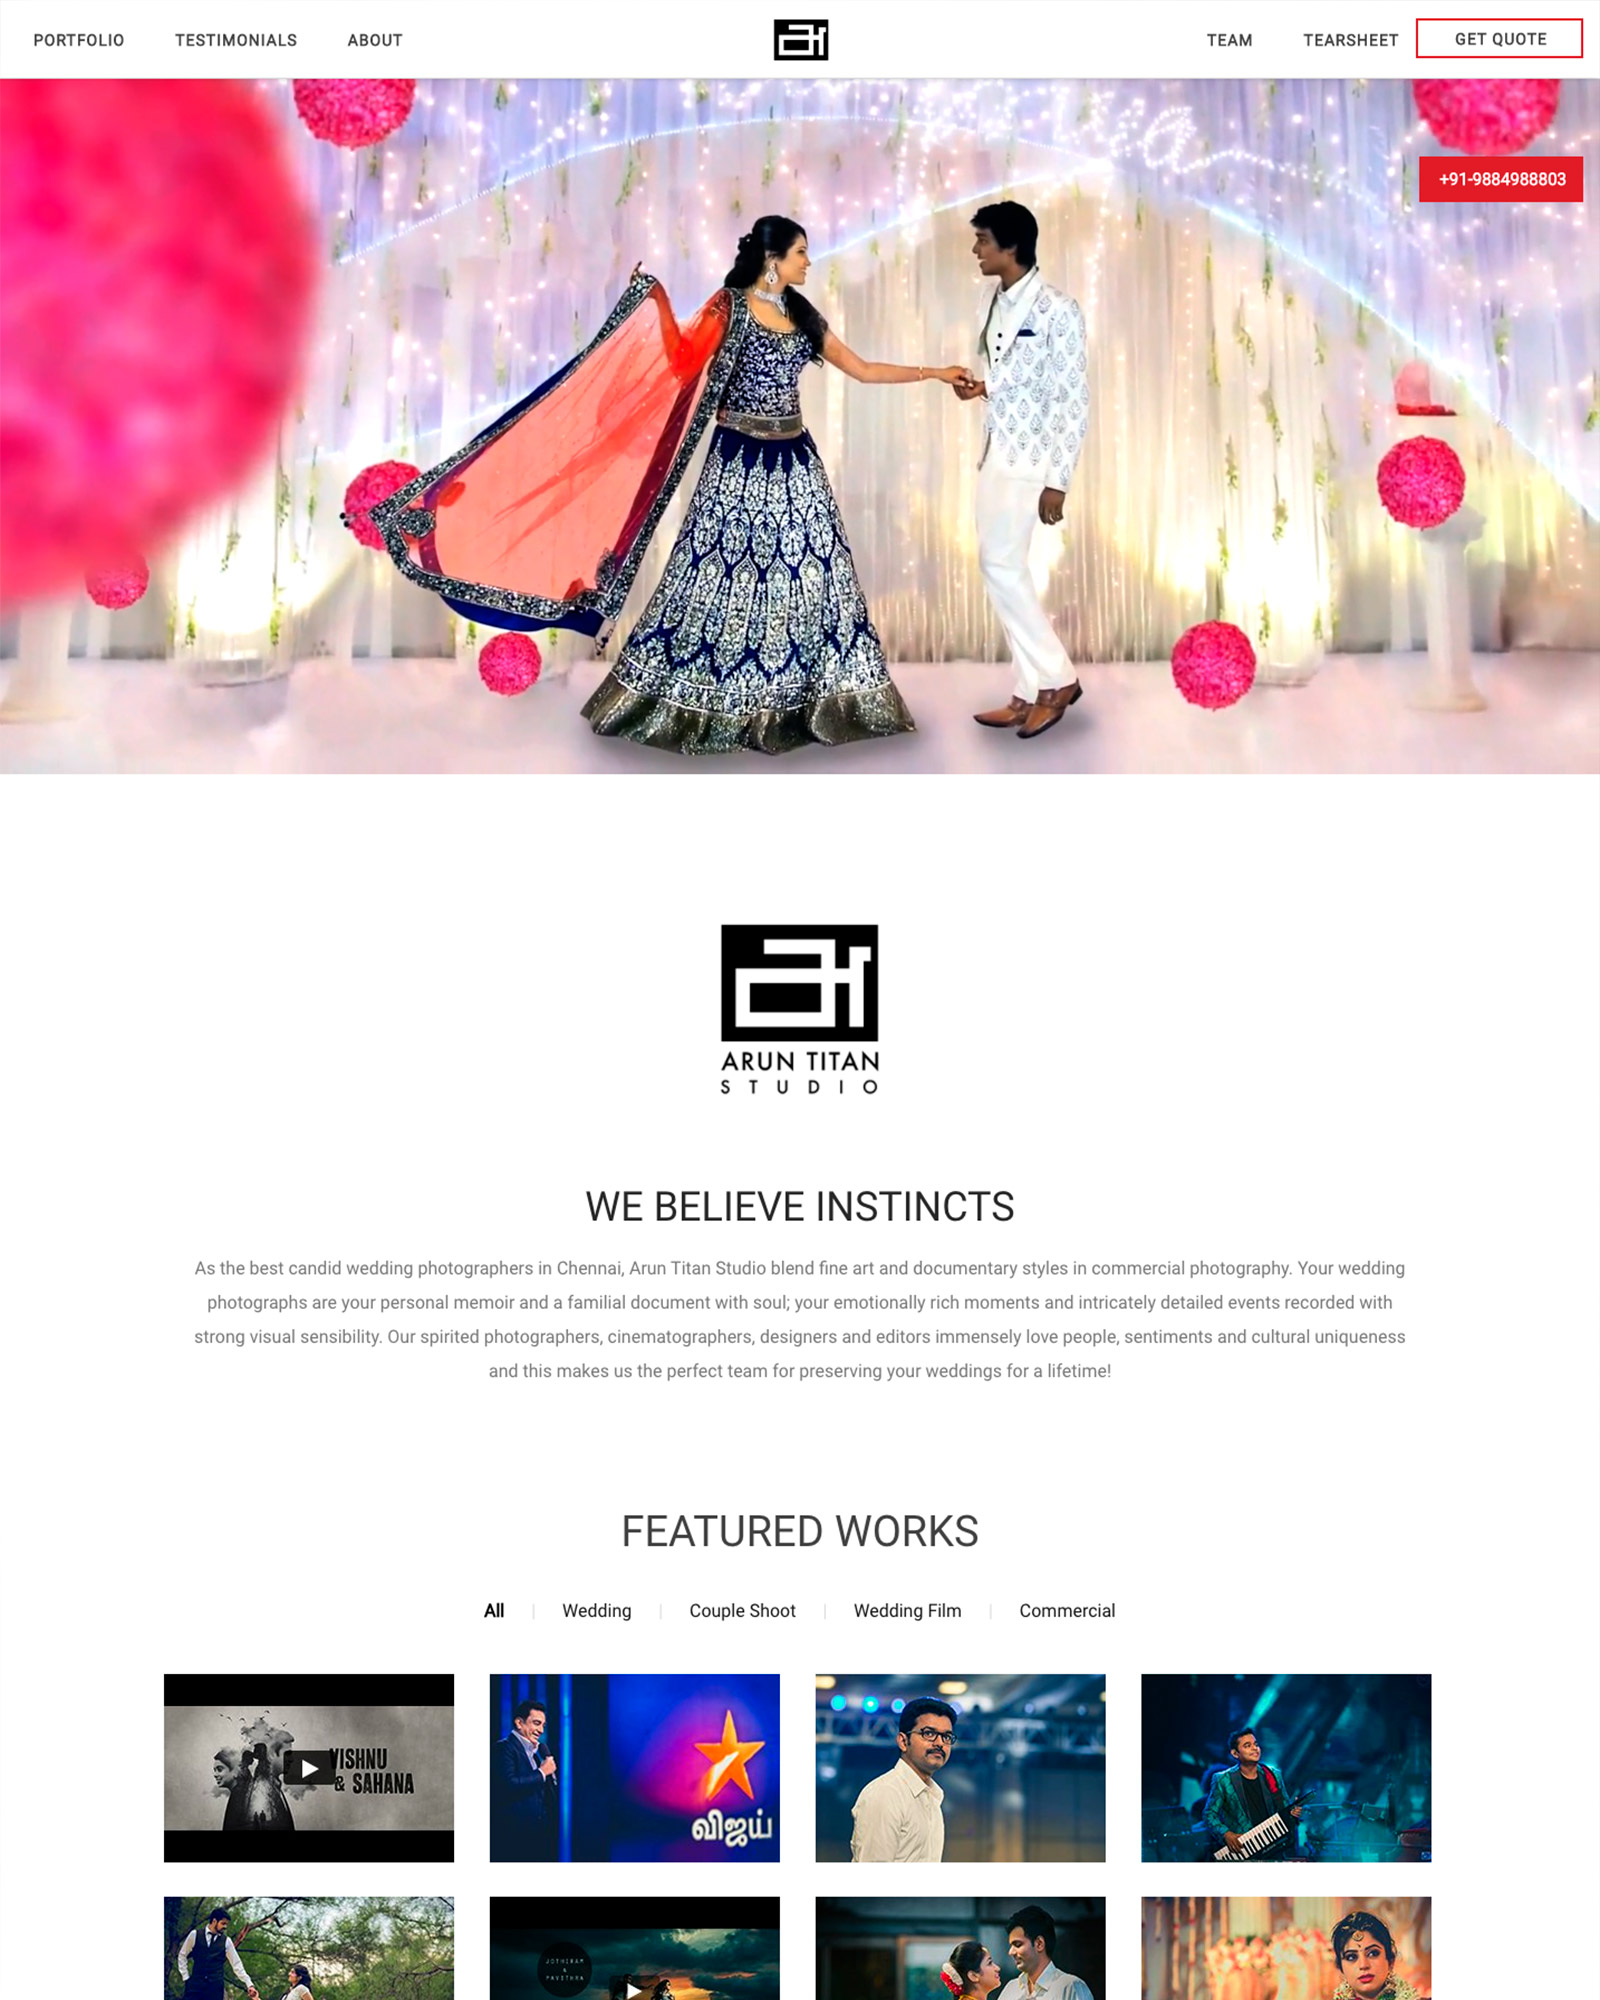 PORTFOLIO TESTIMONIALS ABOUT TEAM TEARSHEET GET QUOTE
+91-9884988803
ARUN TITAN
STUDIO
WE BELIEVE INSTINCTS
As the best candid wedding photographers in Chennai, Arun Titan Studio blend fine art and documentary styles in commercial photography. Your wedding
photographs are your personal memoir and a familial document with soul; your emotionally rich moments and intricately detailed events recorded with
strong visual sensibility. Our spirited photographers, cinematographers, designers and editors immensely love people, sentiments and cultural uniqueness
and this makes us the perfect team for preserving your weddings for a lifetime!
FEATURED WORKS
All | Wedding | Couple Shoot | Wedding Film | Commercial
VISHNU
& SAHANA
விஜய்
JOTHIRAM
&
PAVITHRA